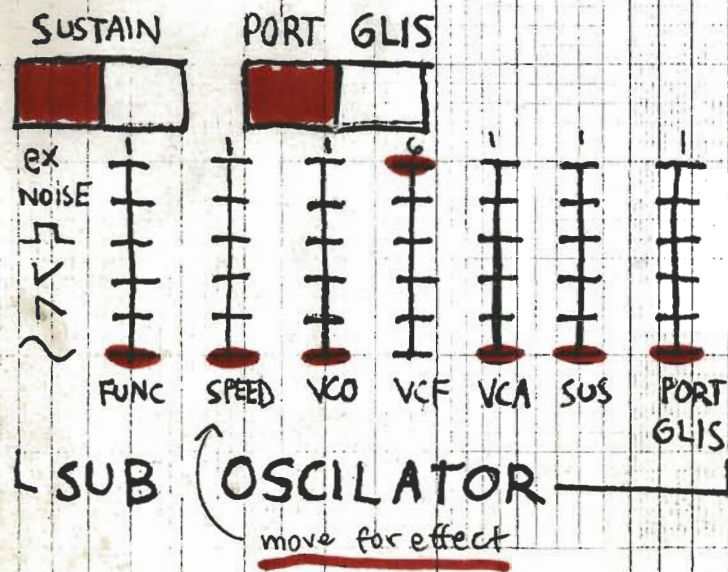 SUSTAIN PORT GLIS
1 1 1 6 1 1 1
ex
NOISE
FUNC SPEED VCO VCF VCA SUS PORT
GLIS
SUB OSCILATOR
move for effect